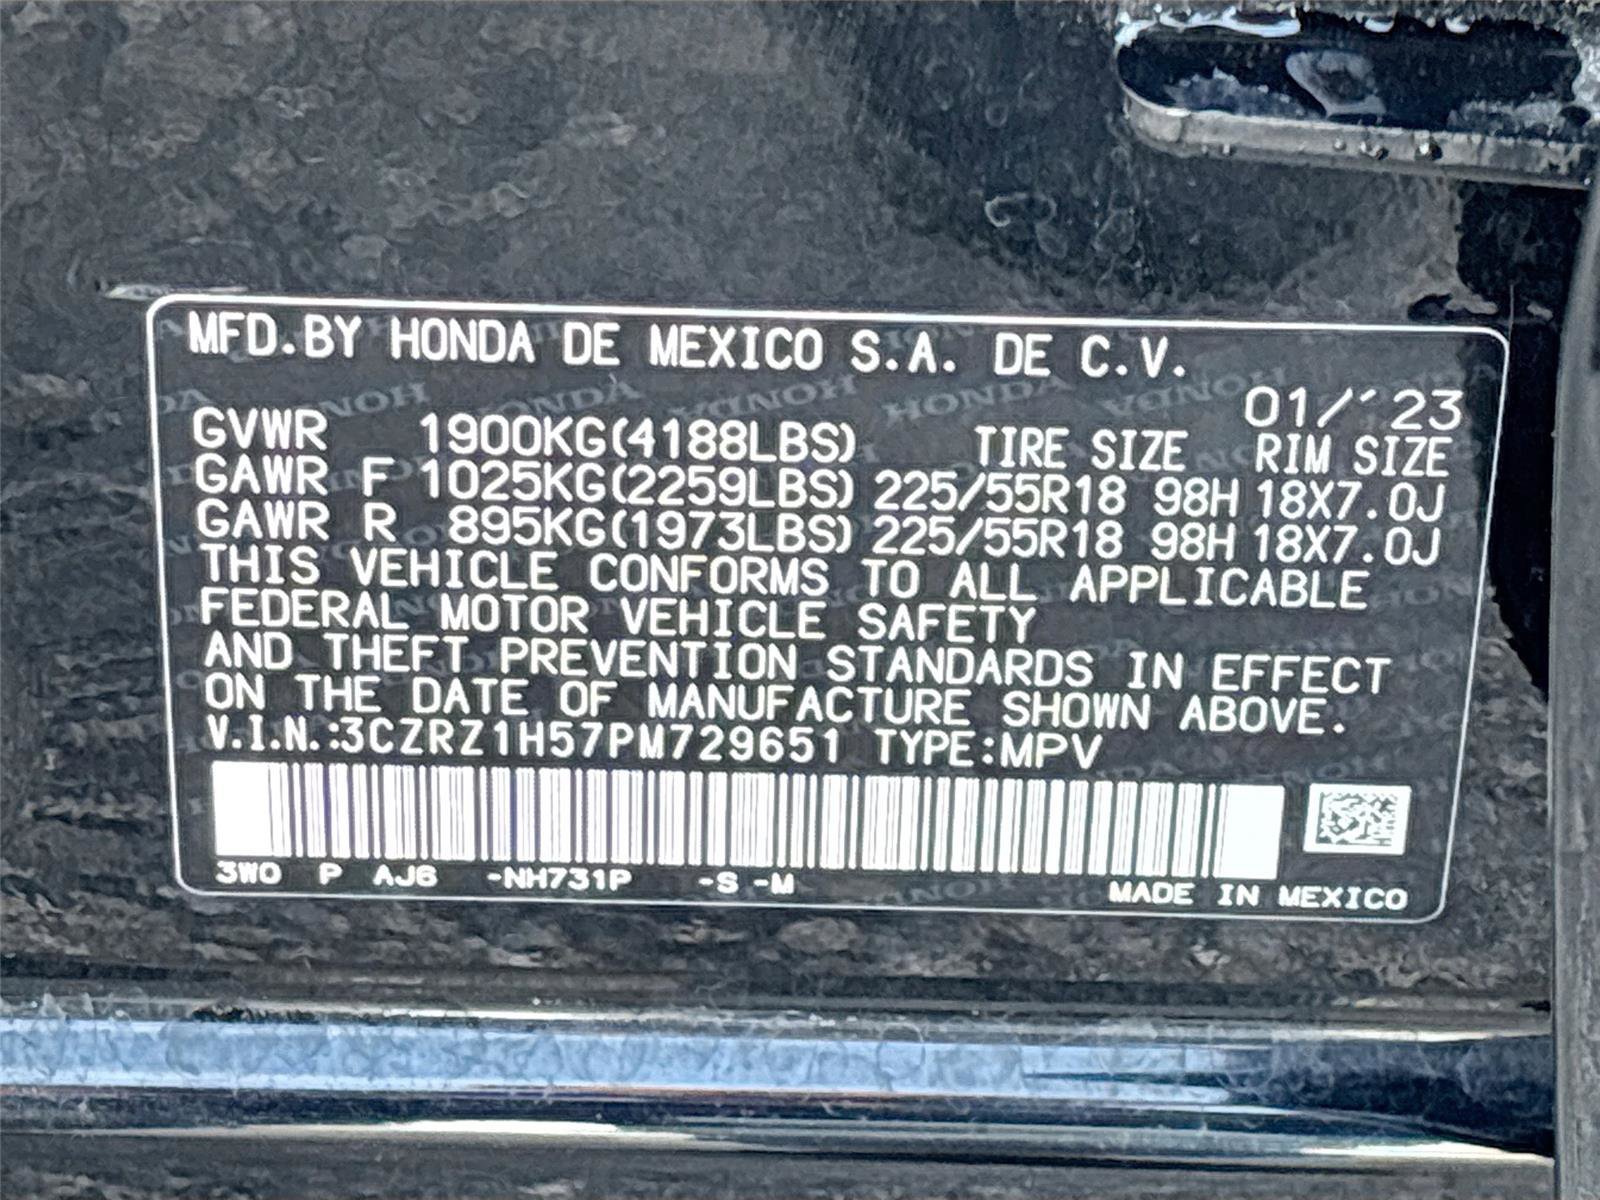 MFD.BY HONDA DE MEXICO S.A. DE C.V.
01/ 23
GVWR 1900KG(4188LBS) TIRE SIZE RIM SIZE
GAWR F 1025KG(2259LBS) 225/55R18 98H 18X7.0J
GAWR R 895KG(1973LBS) 225/55R18 98H 18X7.0J
THIS VEHICLE CONFORMS TO ALL APPLICABLE
FEDERAL MOTOR VEHICLE SAFETY
AND THEFT PREVENTION STANDARDS IN EFFECT
ON THE DATE OF MANUFACTURE SHOWN ABOVE.
V.I.N.:3CZRZ1H57PM729651 TYPE:MPV
3W0 P AJ6 -NH731P -S -M
MADE IN MEXICO